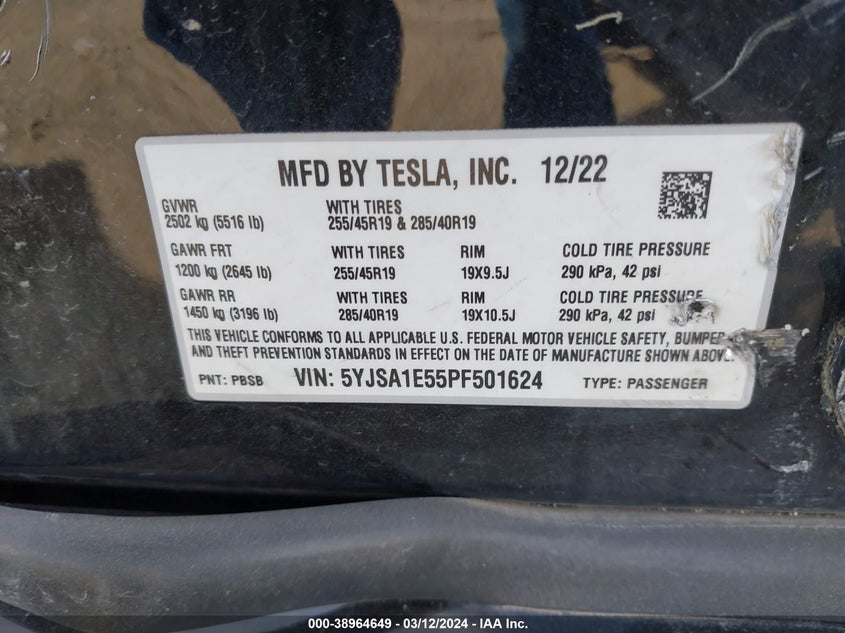 MFD BY TESLA, INC. 12/22
GVWR WITH TIRES
2502 kg (5516 lb) 255/45R19 & 285/40R19
GAWR FRT WITH TIRES RIM COLD TIRE PRESSURE
1200 kg (2645 lb) 255/45R19 19X9.5J 290 kPa, 42 psi
GAWR RR WITH TIRES RIM COLD TIRE PRESSURE
1450 kg (3196 lb) 285/40R19 19X10.5J 290 kPa, 42 psi
THIS VEHICLE CONFORMS TO ALL APPLICABLE U.S. FEDERAL MOTOR VEHICLE SAFETY, BUMPER
AND THEFT PREVENTION STANDARDS IN EFFECT ON THE DATE OF MANUFACTURE SHOWN ABOVE.
PNT: PBSB VIN: 5YJSA1E55PF501624 TYPE: PASSENGER
000-38964649 - 03/12/2024 - IAA Inc.